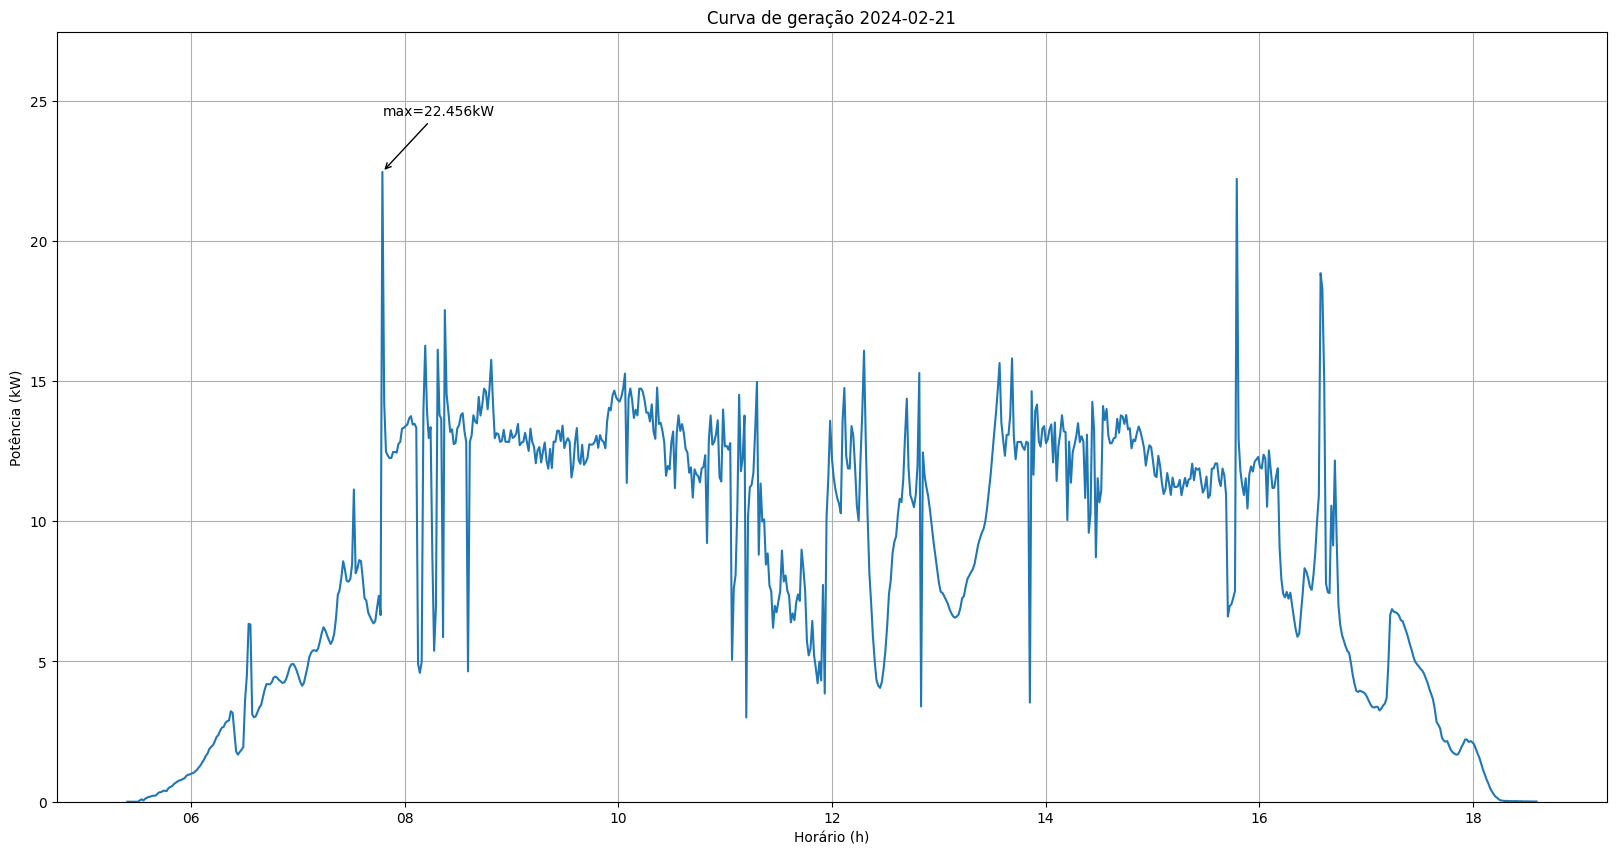 Curva de geração 2024-02-21
max=22.456kW
Potência (kW)
25
20
15
10
5
0
06 08 10 12 14 16 18
Horário (h)